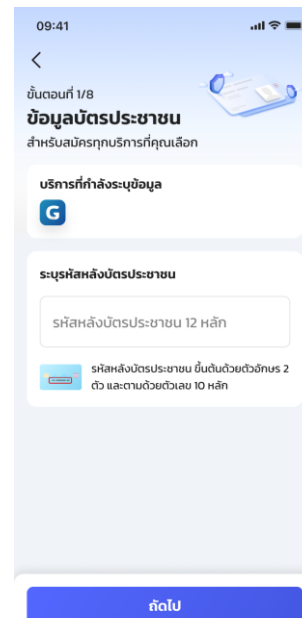 09:41
ขั้นตอนที่ 1/8
ข้อมูลบัตรประชาชน
สำหรับสมัครทุกบริการที่คุณเลือก
บริการที่กำลังระบุข้อมูล
G
ระบุรหัสหลังบัตรประชาชน
รหัสหลังบัตรประชาชน 12 หลัก
รหัสหลังบัตรประชาชน ขึ้นต้นด้วยตัวอักษร 2
ตัว และตามด้วยตัวเลข 10 หลัก
ถัดไป